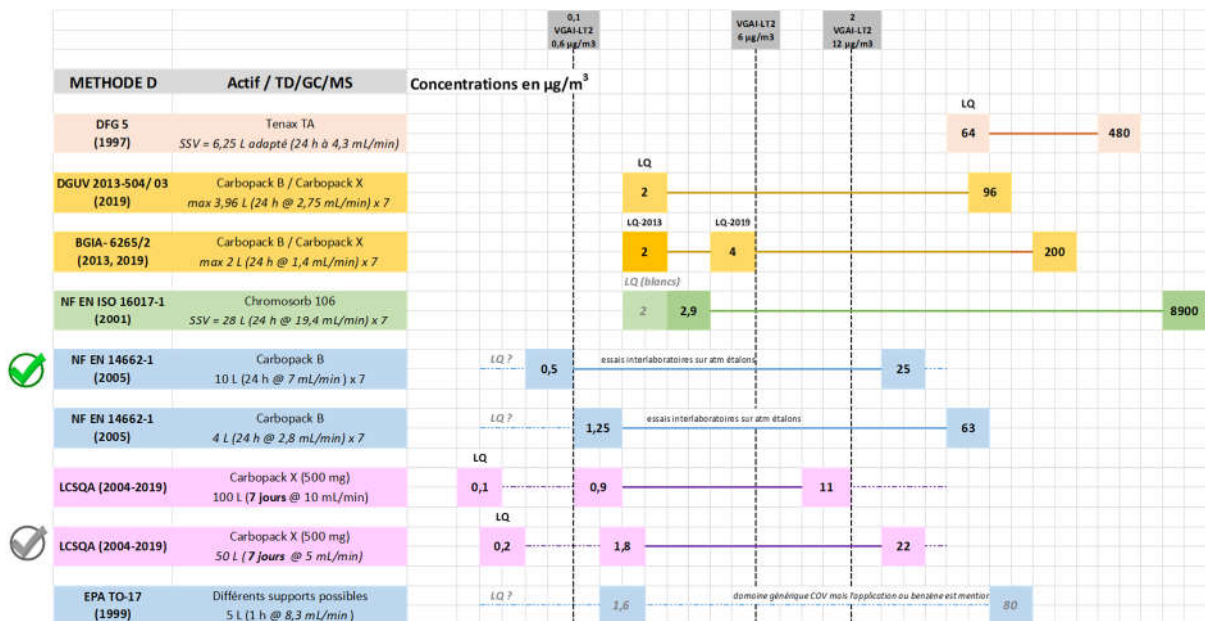 0,1
VGAI-LT2
0,6 µg/m3
VGAI-LT2
6 µg/m3
2
VGAI-LT2
12 µg/m3
METHODE D
Actif / TD/GC/MS
Concentrations en µg/m³
DFG 5
(1997)
Tenax TA
SSV = 6,25 L adapté (24 h à 4,3 mL/min)
LQ
64
480
DGUV 2013-504/ 03
(2019)
Carbopack B / Carbopack X
max 3,96 L (24 h @ 2,75 mL/min) x 7
LQ
2
96
BGIA- 6265/2
(2013, 2019)
Carbopack B / Carbopack X
max 2 L (24 h @ 1,4 mL/min) x 7
LQ-2013
2
LQ-2019
4
200
NF EN ISO 16017-1
(2001)
Chromosorb 106
SSV = 28 L (24 h @ 19,4 mL/min) x 7
LQ (blancs)
2
2,9
8900
NF EN 14662-1
(2005)
Carbopack B
10 L (24 h @ 7 mL/min ) x 7
LQ ?
0,5
essais interlaboratoires sur atm étalons
25
NF EN 14662-1
(2005)
Carbopack B
4 L (24 h @ 2,8 mL/min) x 7
LQ ?
1,25
essais interlaboratoires sur atm étalons
63
LCSQA (2004-2019)
Carbopack X (500 mg)
100 L (7 jours @ 10 mL/min)
LQ
0,1
0,9
11
LCSQA (2004-2019)
Carbopack X (500 mg)
50 L (7 jours @ 5 mL/min)
LQ
0,2
1,8
22
EPA TO-17
(1999)
Différents supports possibles
5 L (1 h @ 8,3 mL/min )
LQ ?
1,6
domaine générique COV mais l'application au benzène est mention
80